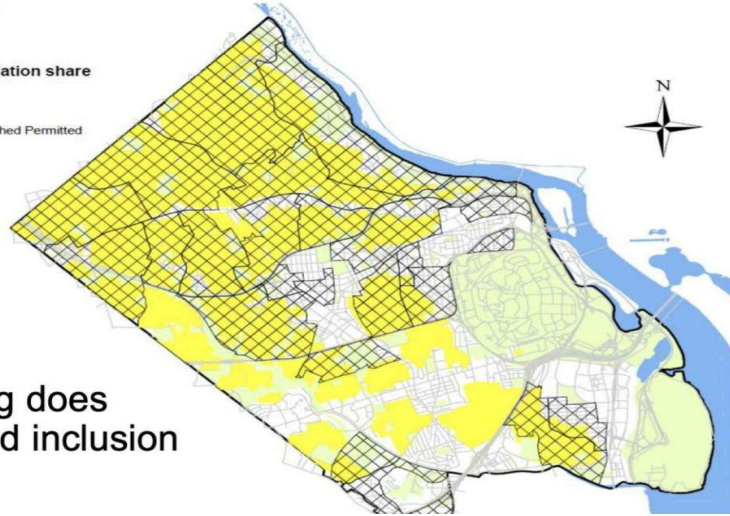 ation share
hed Permitted
N
g does
d inclusion